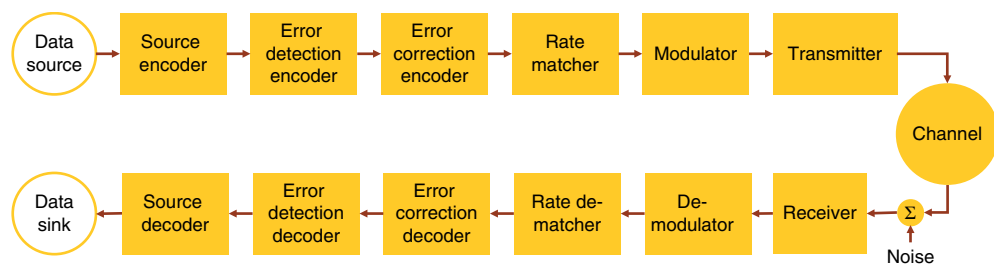 Data
source
Source
encoder
Error
detection
encoder
Error
correction
encoder
Rate
matcher
Modulator
Transmitter
Channel
Data
sink
Source
decoder
Error
detection
decoder
Error
correction
decoder
Rate de-
matcher
De-
modulator
Receiver
Σ
Noise